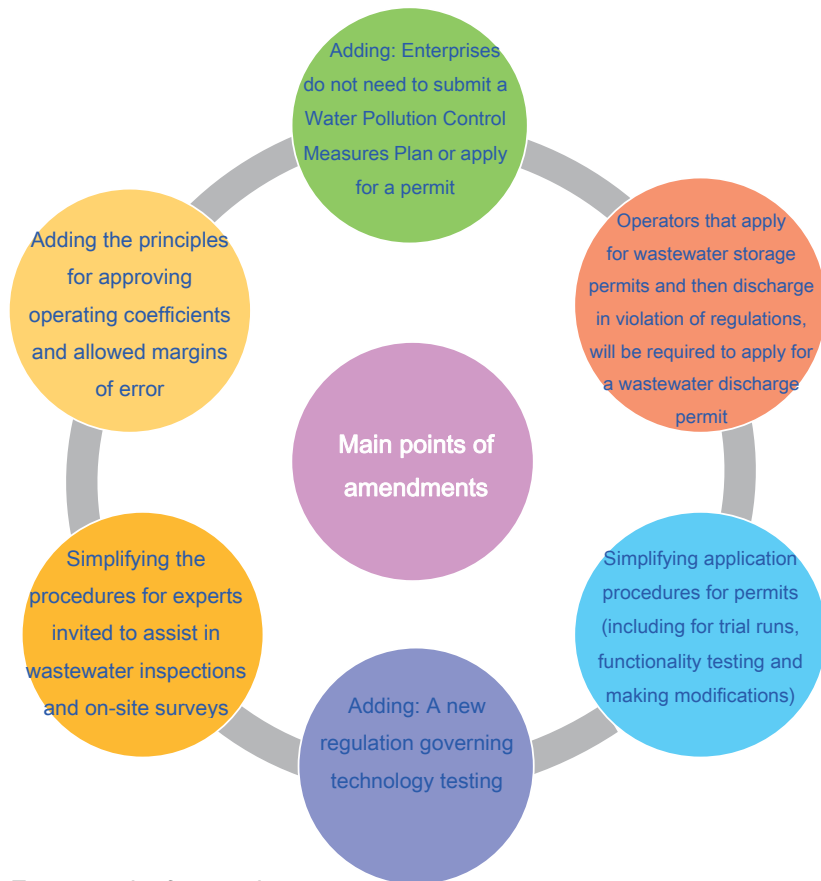 Adding: Enterprises
do not need to submit a
Water Pollution Control
Measures Plan or apply
for a permit
Operators that apply
for wastewater storage
permits and then discharge
in violation of regulations,
will be required to apply for
a wastewater discharge
permit
Simplifying application
procedures for permits
(including for trial runs,
functionality testing and
making modifications)
Adding: A new
regulation governing
technology testing
Simplifying the
procedures for experts
invited to assist in
wastewater inspections
and on-site surveys
Adding the principles
for approving
operating coefficients
and allowed margins
of error
Main points of
amendments